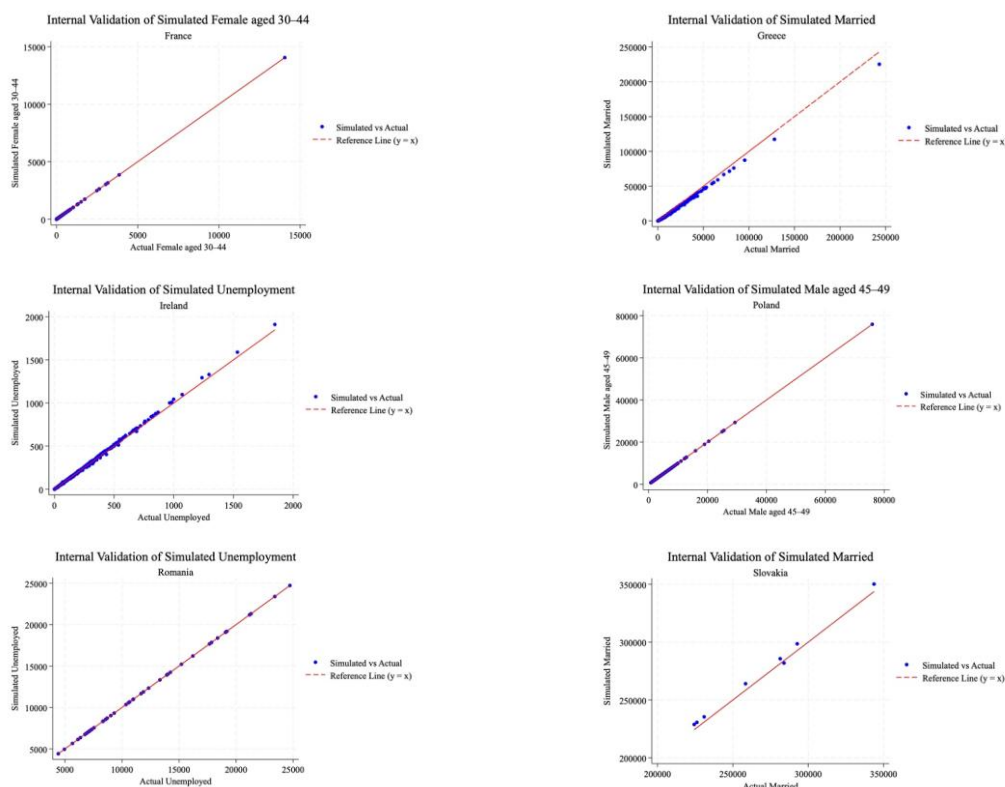 Internal Validation of Simulated Female aged 30–44
France
15000
10000
5000
0
Simulated Female aged 30–44
0 5000 10000 15000
Actual Female aged 30–44
Simulated vs Actual
Reference Line (y = x)
Internal Validation of Simulated Married
Greece
250000
200000
150000
100000
50000
0
Simulated Married
0 50000 100000 150000 200000 250000
Actual Married
Simulated vs Actual
Reference Line (y = x)
Internal Validation of Simulated Unemployment
Ireland
2000
1500
1000
500
0
Simulated Unemployed
0 500 1000 1500 2000
Actual Unemployed
Simulated vs Actual
Reference Line (y = x)
Internal Validation of Simulated Male aged 45–49
Poland
80000
60000
40000
20000
0
Simulated Male aged 45–49
0 20000 40000 60000 80000
Actual Male aged 45–49
Simulated vs Actual
Reference Line (y = x)
Internal Validation of Simulated Unemployment
Romania
25000
20000
15000
10000
5000
Simulated Unemployed
5000 10000 15000 20000 25000
Actual Unemployed
Simulated vs Actual
Reference Line (y = x)
Internal Validation of Simulated Married
Slovakia
350000
300000
250000
200000
Simulated Married
200000 250000 300000 350000
Actual Married
Simulated vs Actual
Reference Line (y = x)